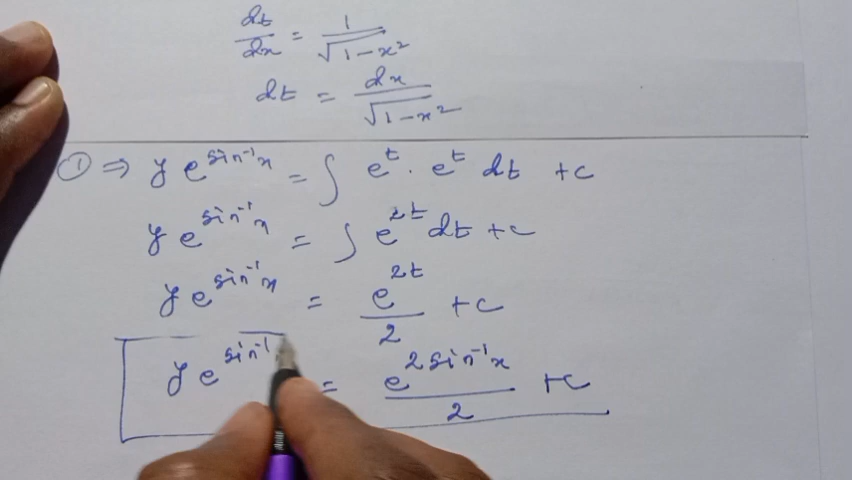 dt/dx = 1/√1-x²
dt = dx/√1-x²
① ⇒ y e^sin⁻¹x = ∫ e^t . e^t dt + c
y e^sin⁻¹x = ∫ e^2t dt + c
y e^sin⁻¹x = e^2t/2 + c
y e^sin⁻¹ = e^2sin⁻¹x/2 + c